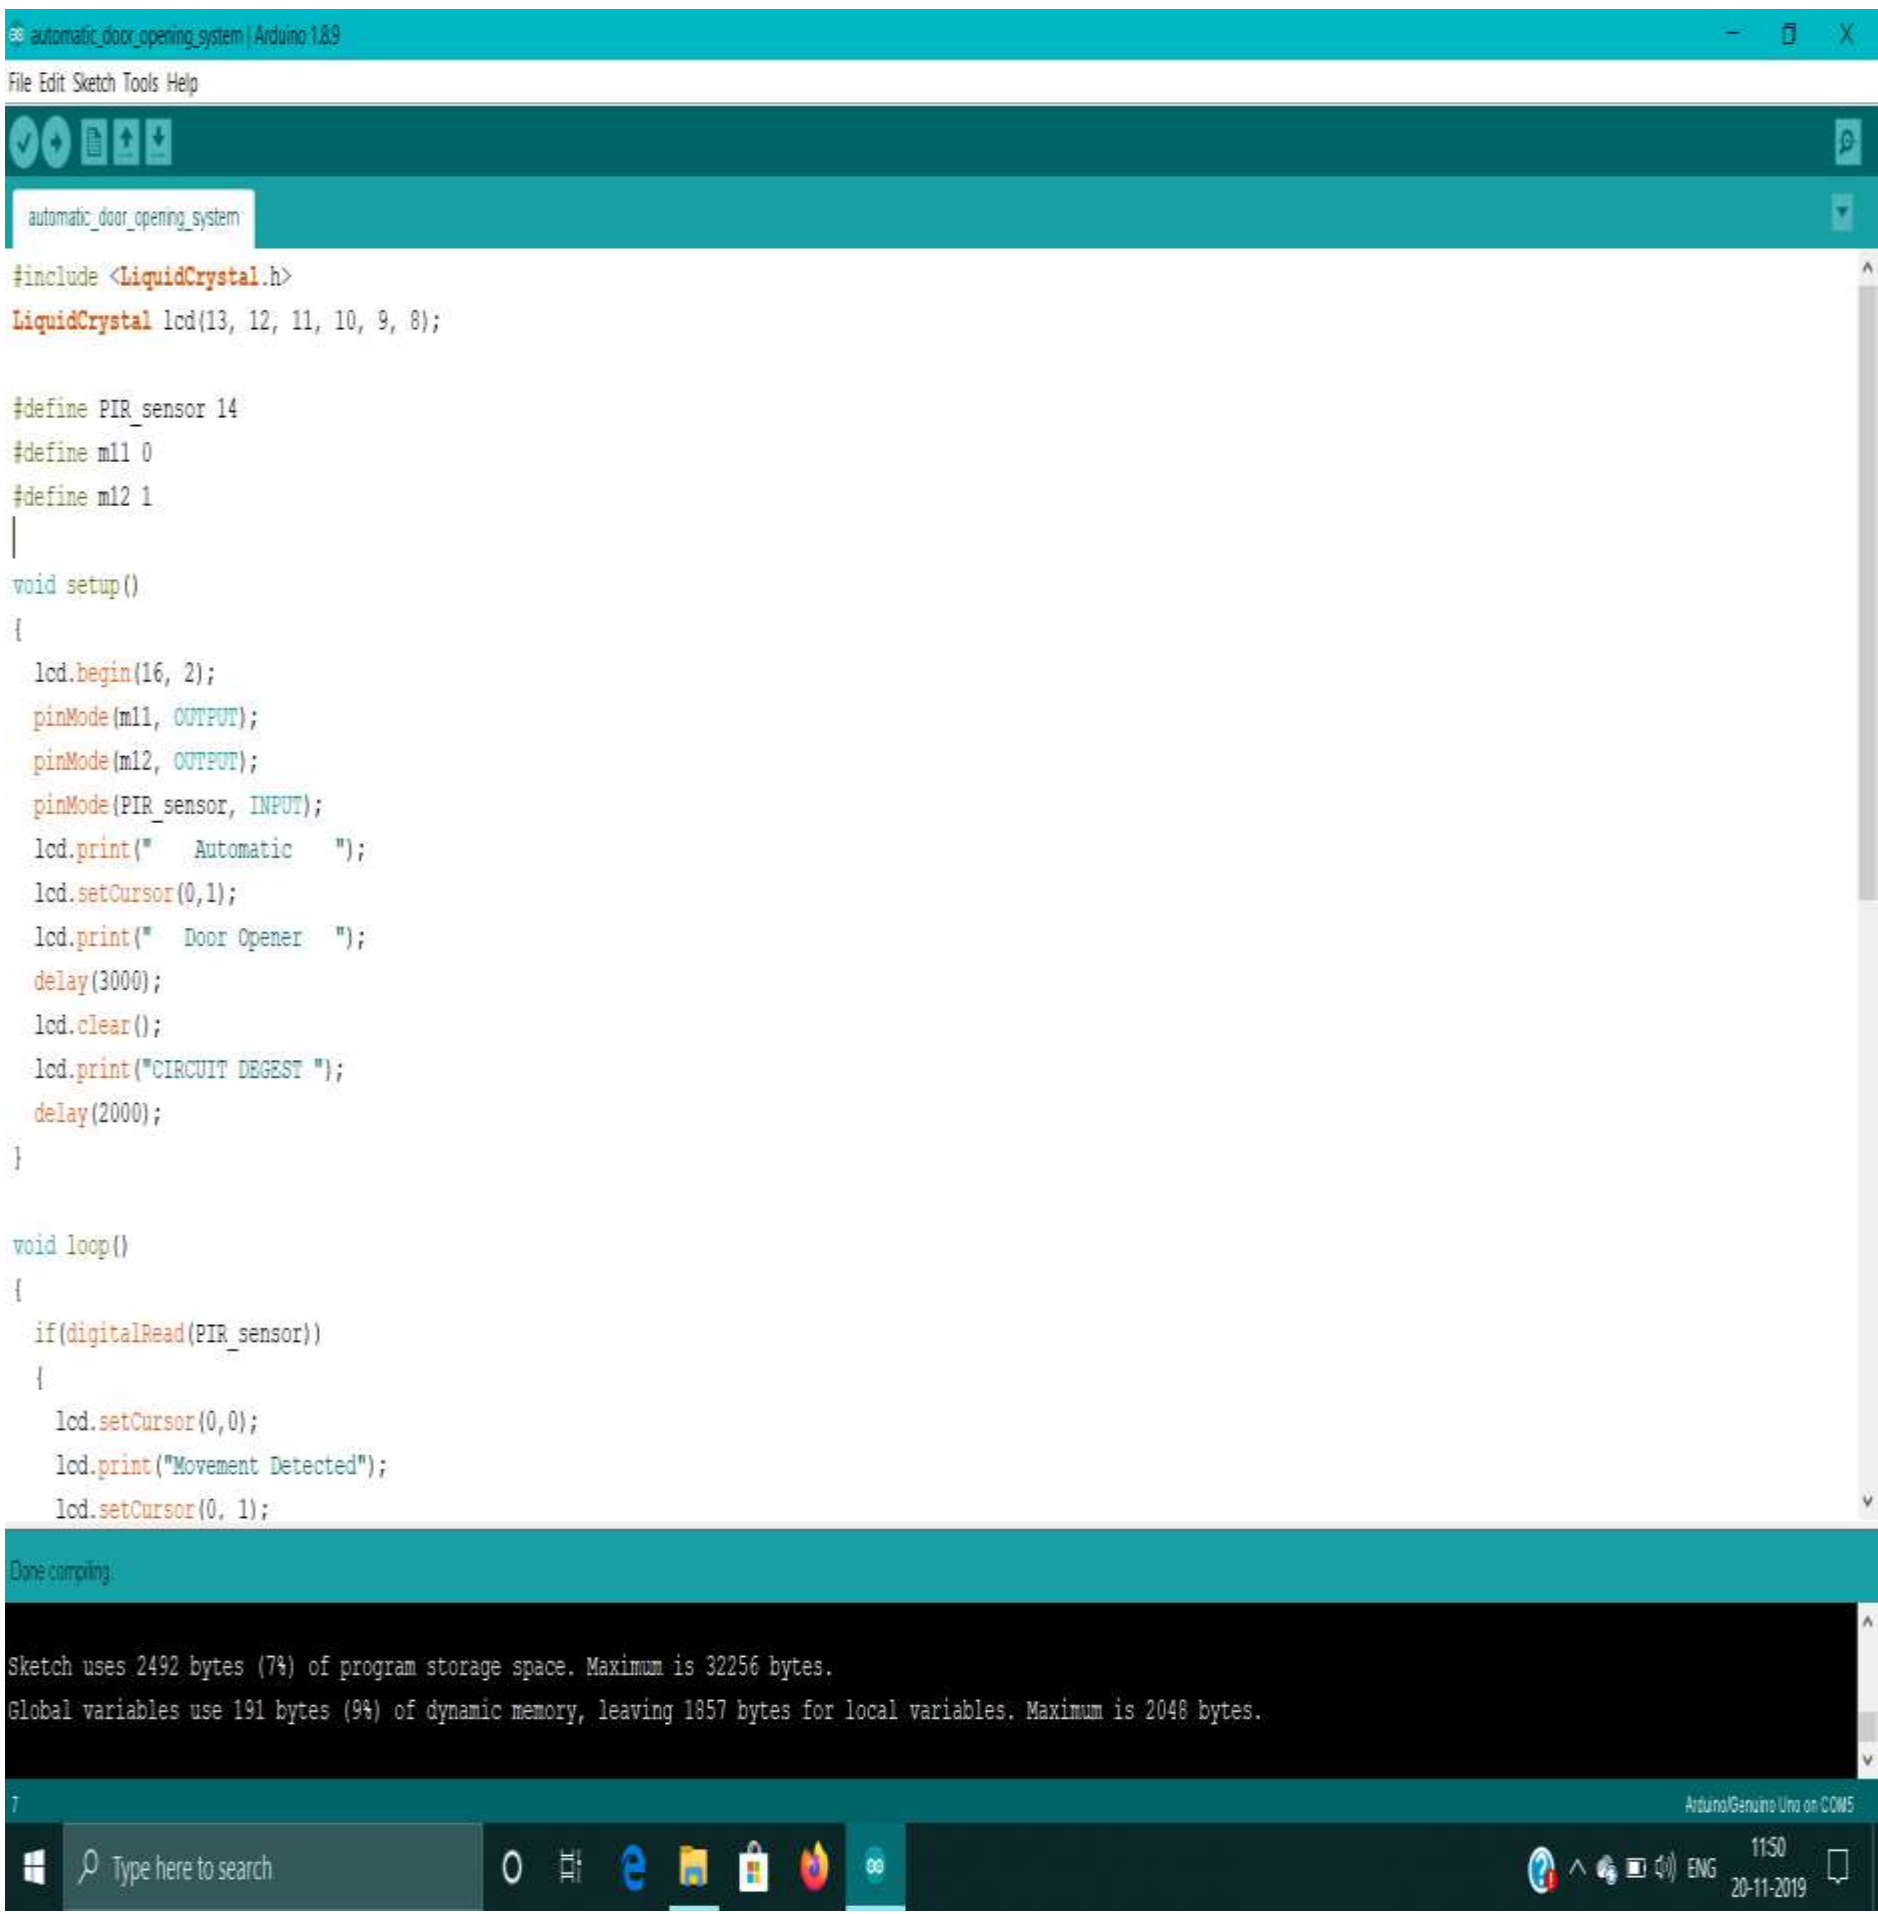 automatic_door_opening_system | Arduino 1.8.9
File Edit Sketch Tools Help
automatic_door_opening_system
#include <LiquidCrystal.h>
LiquidCrystal lcd(13, 12, 11, 10, 9, 8);
#define PIR_sensor 14
#define m11 0
#define m12 1
void setup()
{
lcd.begin(16, 2);
pinMode(m11, OUTPUT);
pinMode(m12, OUTPUT);
pinMode(PIR_sensor, INPUT);
lcd.print("   Automatic    ");
lcd.setCursor(0,1);
lcd.print("   Door Opener   ");
delay(3000);
lcd.clear();
lcd.print("CIRCUIT DEGEST ");
delay(2000);
}
void loop()
{
if(digitalRead(PIR_sensor))
{
lcd.setCursor(0,0);
lcd.print("Movement Detected");
lcd.setCursor(0, 1);
Done compiling.
Sketch uses 2492 bytes (7%) of program storage space. Maximum is 32256 bytes.
Global variables use 191 bytes (9%) of dynamic memory, leaving 1857 bytes for local variables. Maximum is 2048 bytes.
7
Arduino/Genuino Uno on COM5
Type here to search
ENG
11:50
20-11-2019